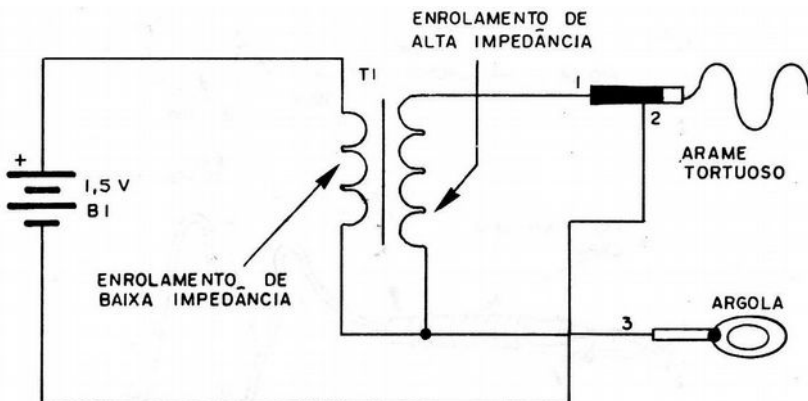 ENROLAMENTO DE
ALTA IMPEDÂNCIA
T1
1
2
ARAME
TORTUOSO
+
1,5 V
B1
ENROLAMENTO DE
BAIXA IMPEDÂNCIA
3
ARGOLA